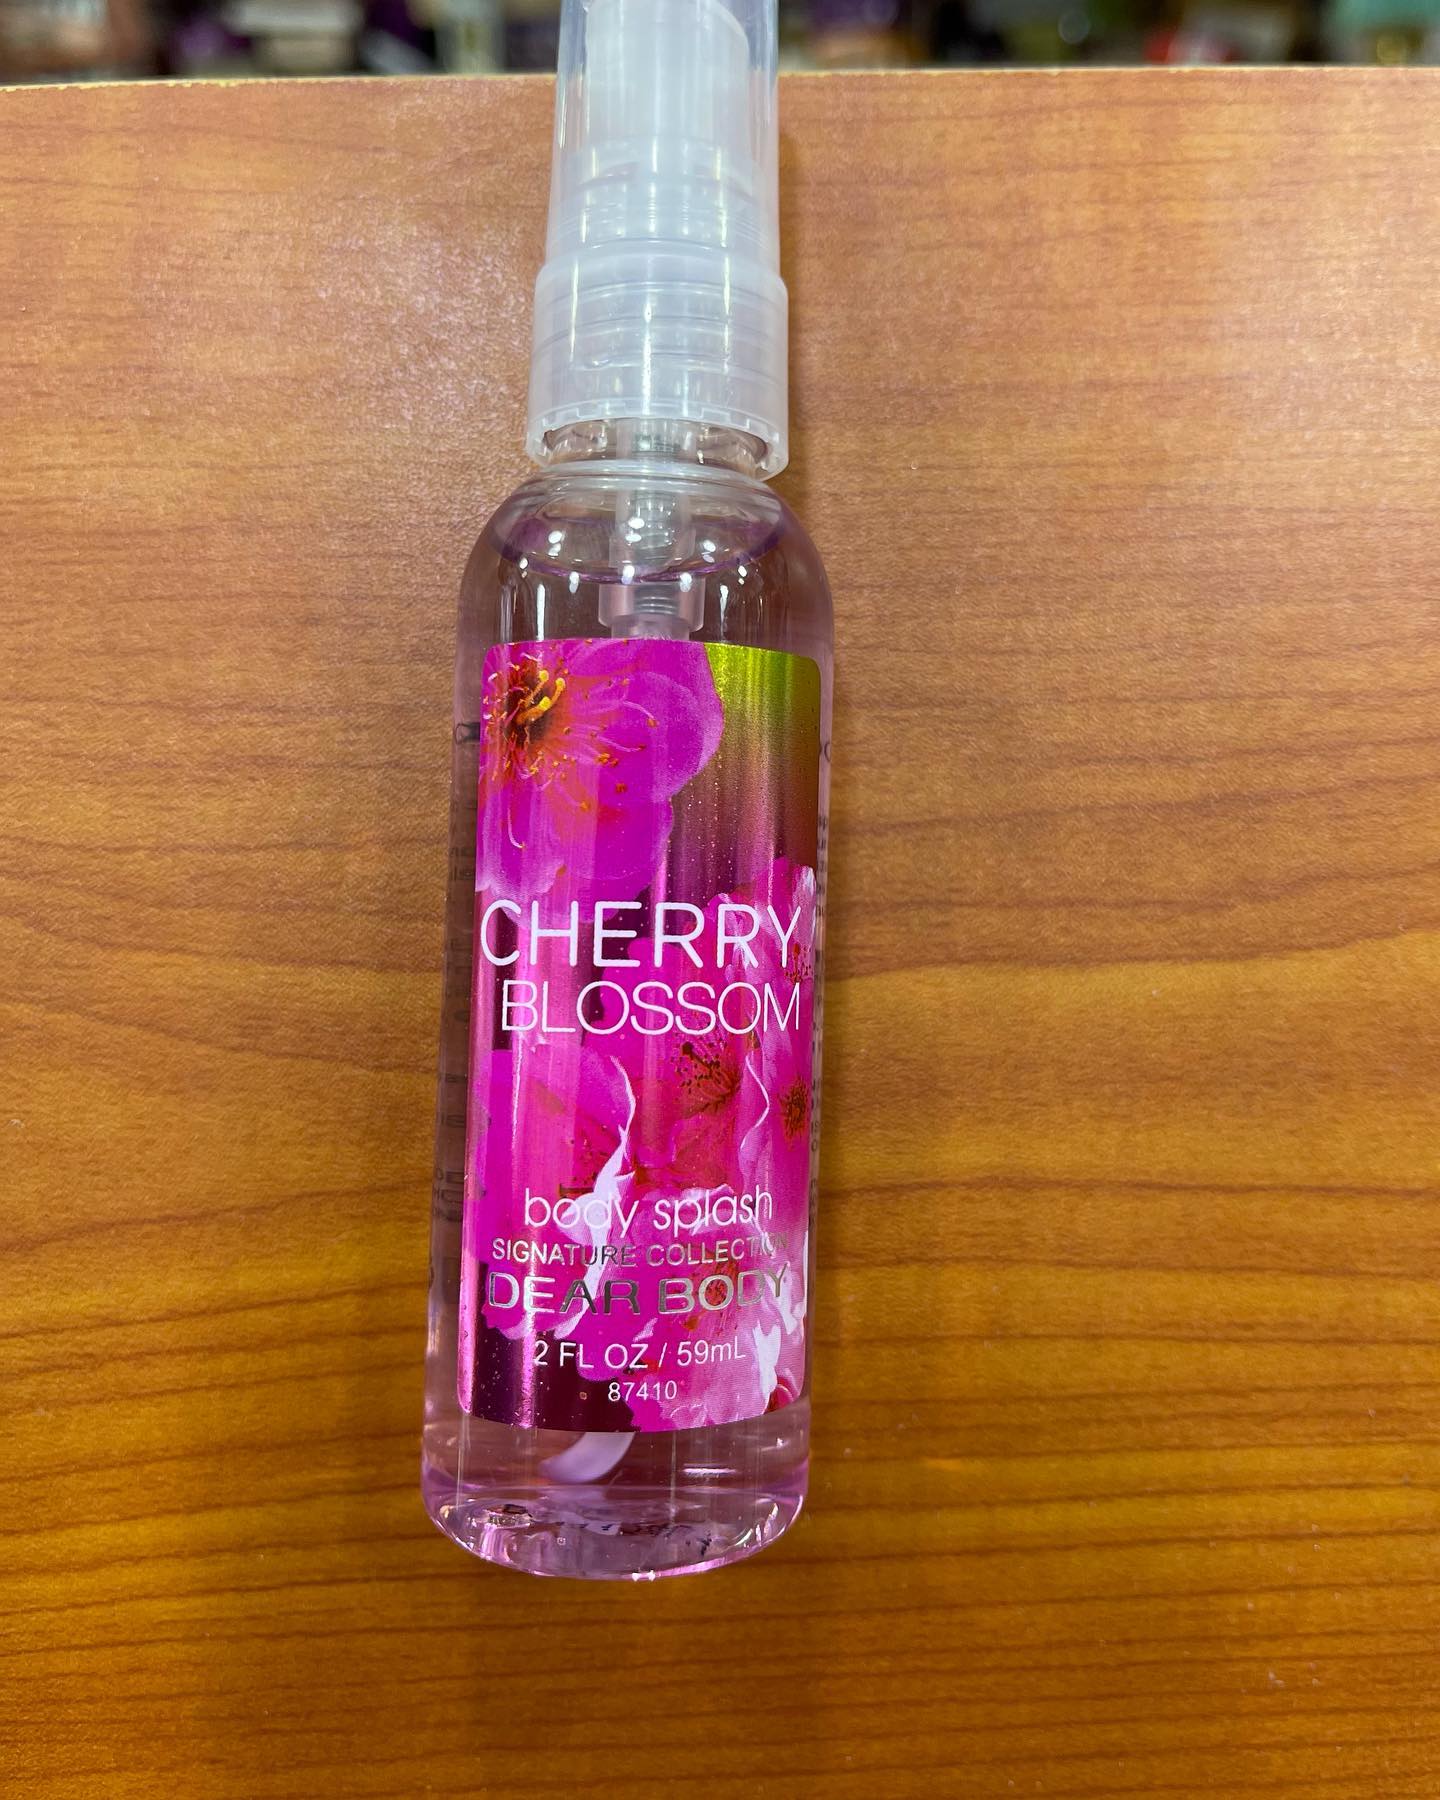 CHERRY
BLOSSOM
body splash
SIGNATURE COLLECTION
DEAR BODY
2 FL OZ / 59mL
87410